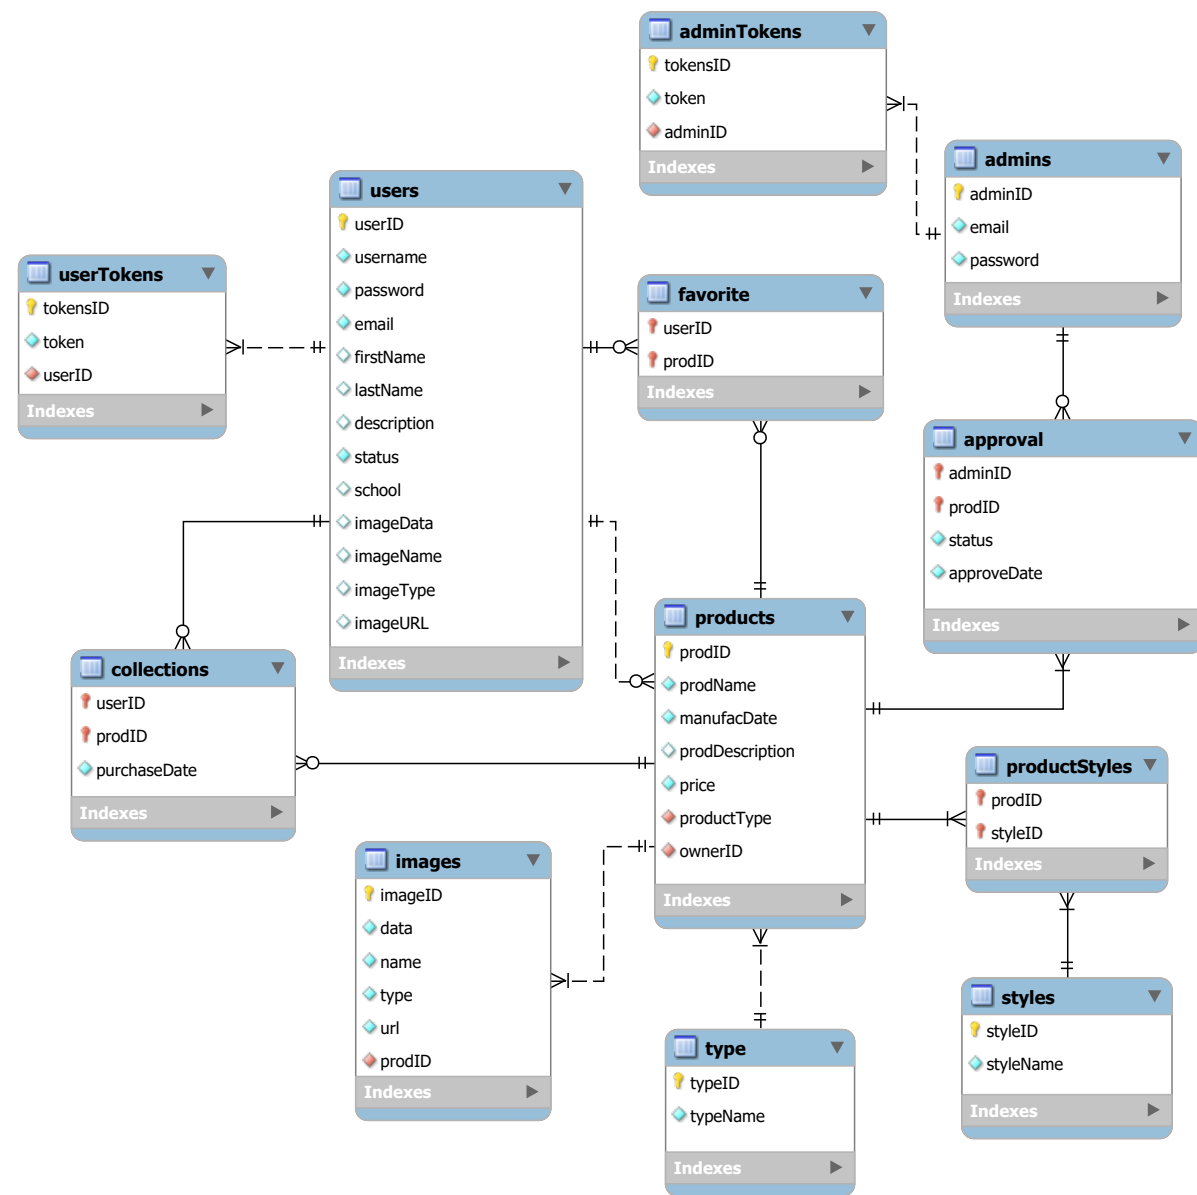 adminTokens
tokensID
token
adminID
Indexes
admins
adminID
email
password
Indexes
users
userID
username
password
email
firstName
lastName
description
status
school
imageData
imageName
imageType
imageURL
Indexes
userTokens
tokensID
token
userID
Indexes
favorite
userID
prodID
Indexes
approval
adminID
prodID
status
approveDate
Indexes
collections
userID
prodID
purchaseDate
Indexes
products
prodID
prodName
manufacDate
prodDescription
price
productType
ownerID
Indexes
productStyles
prodID
styleID
Indexes
images
imageID
data
name
type
url
prodID
Indexes
styles
styleID
styleName
Indexes
type
typeID
typeName
Indexes